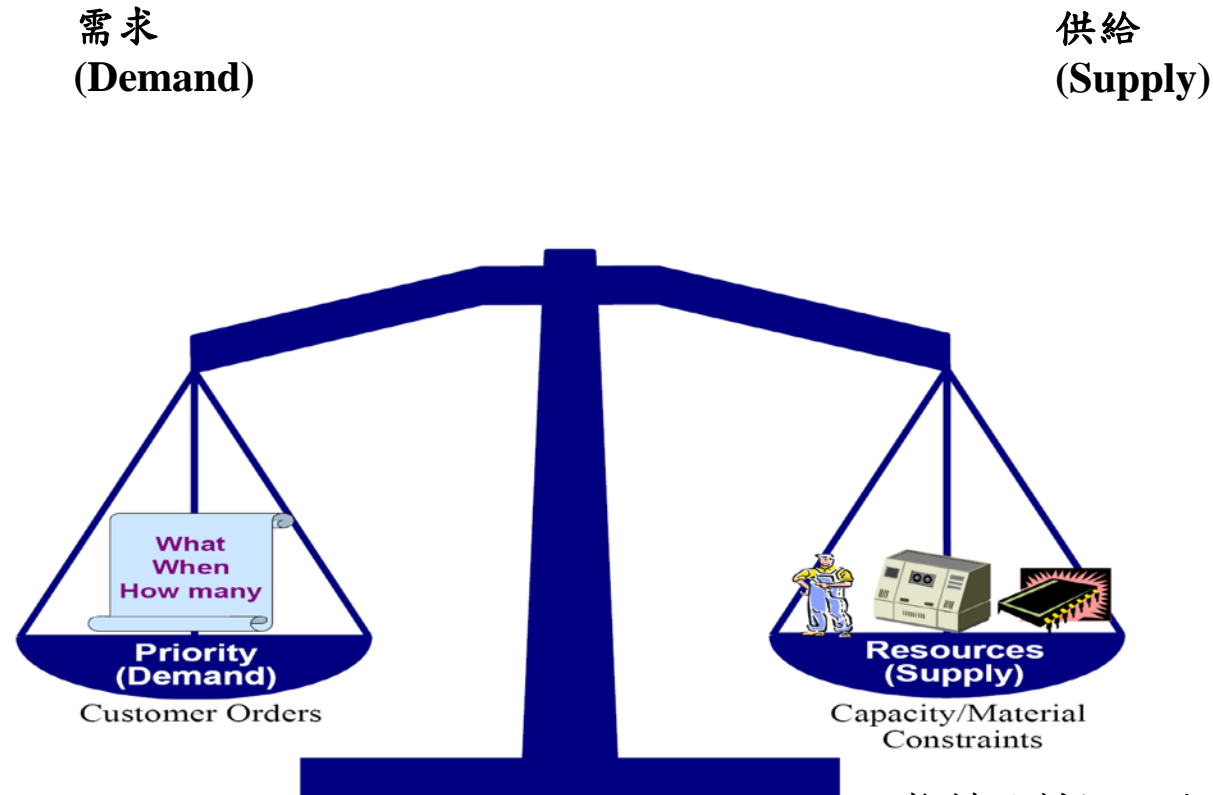 需求
(Demand)
供給
(Supply)
What
When
How many
Priority
(Demand)
Customer Orders
Resources
(Supply)
Capacity/Material
Constraints